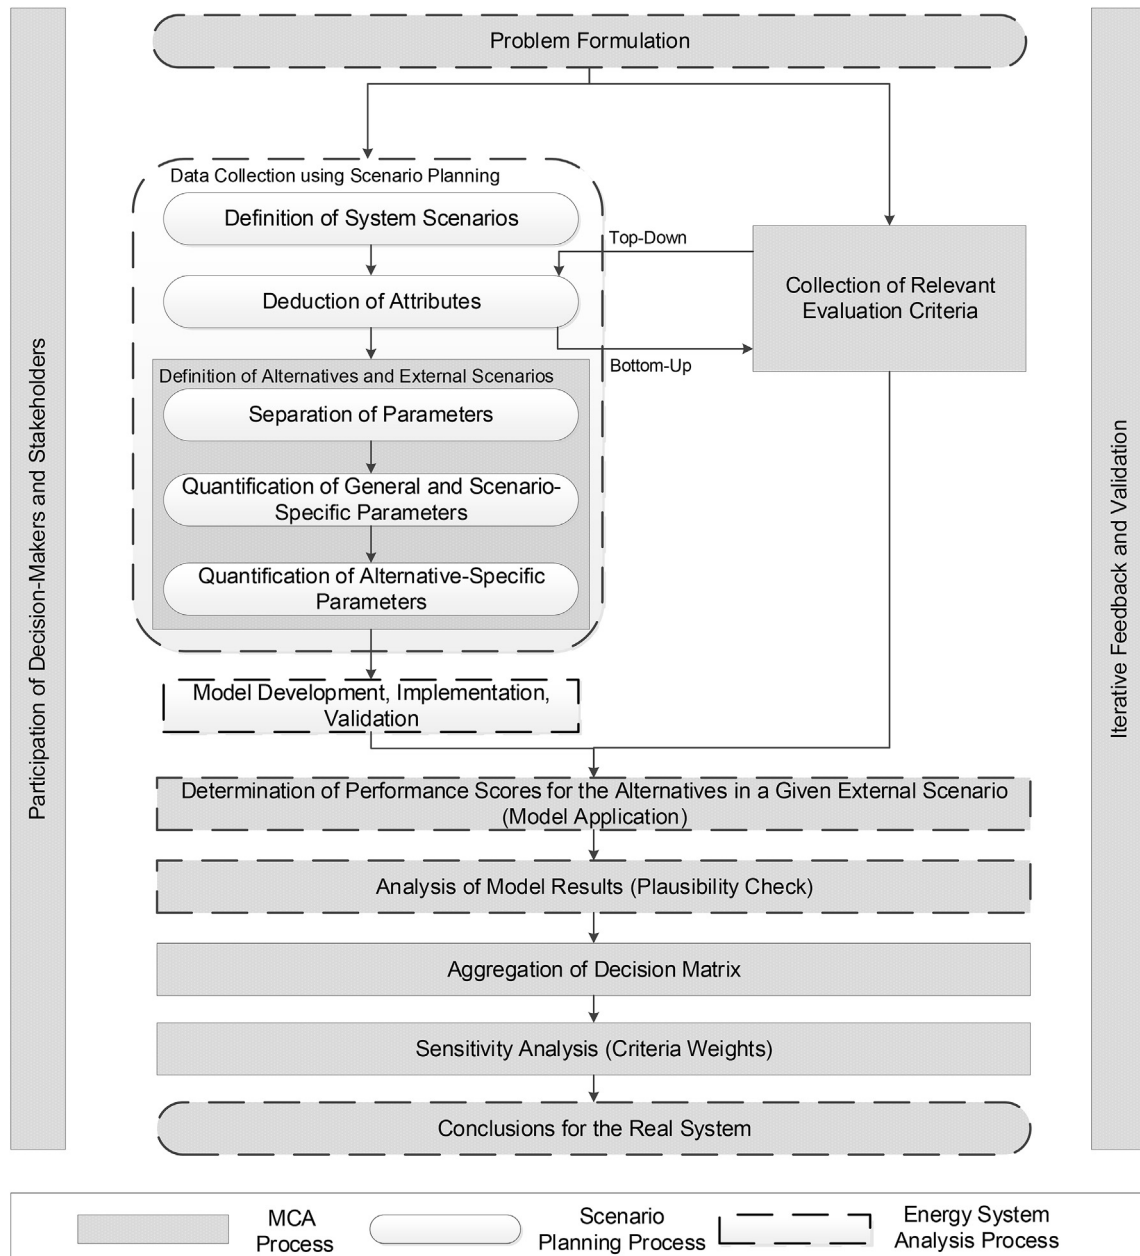 Problem Formulation
Data Collection using Scenario Planning
Definition of System Scenarios
Top-Down
Deduction of Attributes
Collection of Relevant
Evaluation Criteria
Bottom-Up
Definition of Alternatives and External Scenarios
Separation of Parameters
Quantification of General and Scenario-
Specific Parameters
Quantification of Alternative-Specific
Parameters
Model Development, Implementation,
Validation
Determination of Performance Scores for the Alternatives in a Given External Scenario
(Model Application)
Analysis of Model Results (Plausibility Check)
Aggregation of Decision Matrix
Sensitivity Analysis (Criteria Weights)
Conclusions for the Real System
Participation of Decision-Makers and Stakeholders
Iterative Feedback and Validation
MCA
Process
Scenario
Planning Process
Energy System
Analysis Process